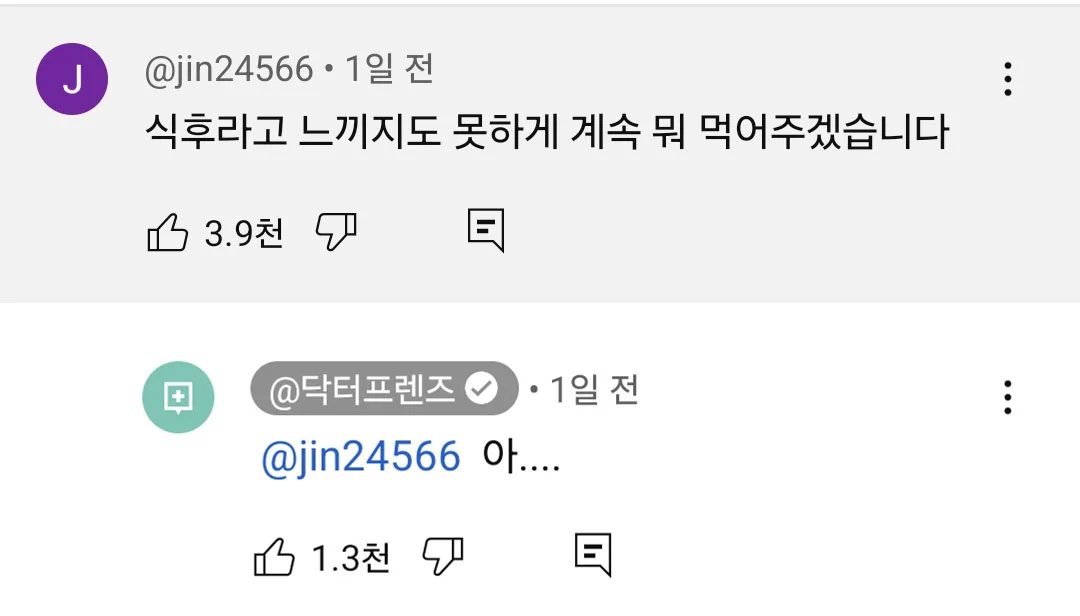 J
@jin24566 • 1일 전
식후라고 느끼지도 못하게 계속 뭐 먹어주겠습니다
3.9천
@닥터프렌즈 • 1일 전
@jin24566 아....
1.3천